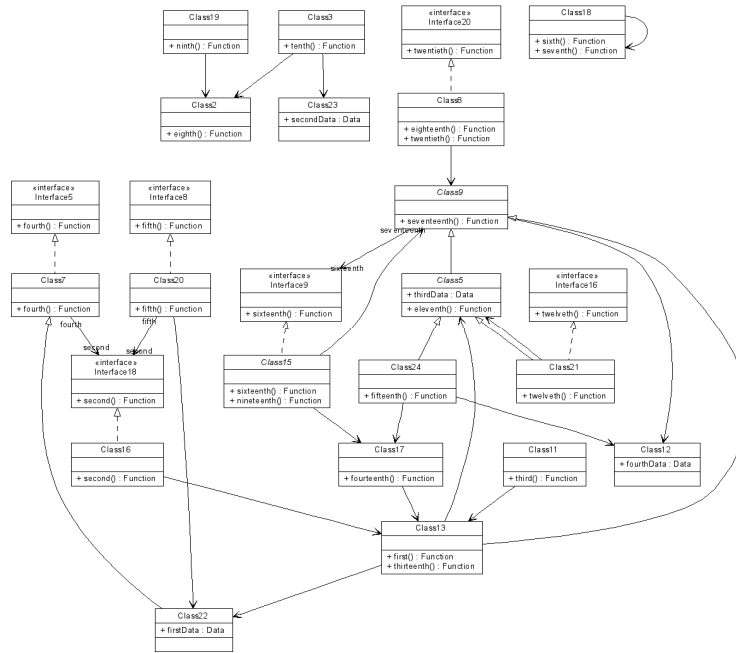 Class19
+ ninth() : Function
Class3
+ tenth() : Function
«interface»
Interface20
+ twentieth() : Function
Class18
+ sixth() : Function
+ seventh() : Function
Class2
+ eighth() : Function
Class23
+ secondData : Data
Class8
+ eighteenth() : Function
+ twentieth() : Function
«interface»
Interface5
+ fourth() : Function
«interface»
Interface8
+ fifth() : Function
Class9
+ seventeenth() : Function
seventeenth
sixteenth
Class7
+ fourth() : Function
fourth
Class20
+ fifth() : Function
fifth
«interface»
Interface9
+ sixteenth() : Function
Class5
+ thirdData : Data
+ eleventh() : Function
«interface»
Interface16
+ twelveth() : Function
second
second
«interface»
Interface18
+ second() : Function
Class15
+ sixteenth() : Function
+ nineteenth() : Function
Class24
+ fifteenth() : Function
Class21
+ twelveth() : Function
Class16
+ second() : Function
Class17
+ fourteenth() : Function
Class11
+ third() : Function
Class12
+ fourthData : Data
Class13
+ first() : Function
+ thirteenth() : Function
Class22
+ firstData : Data